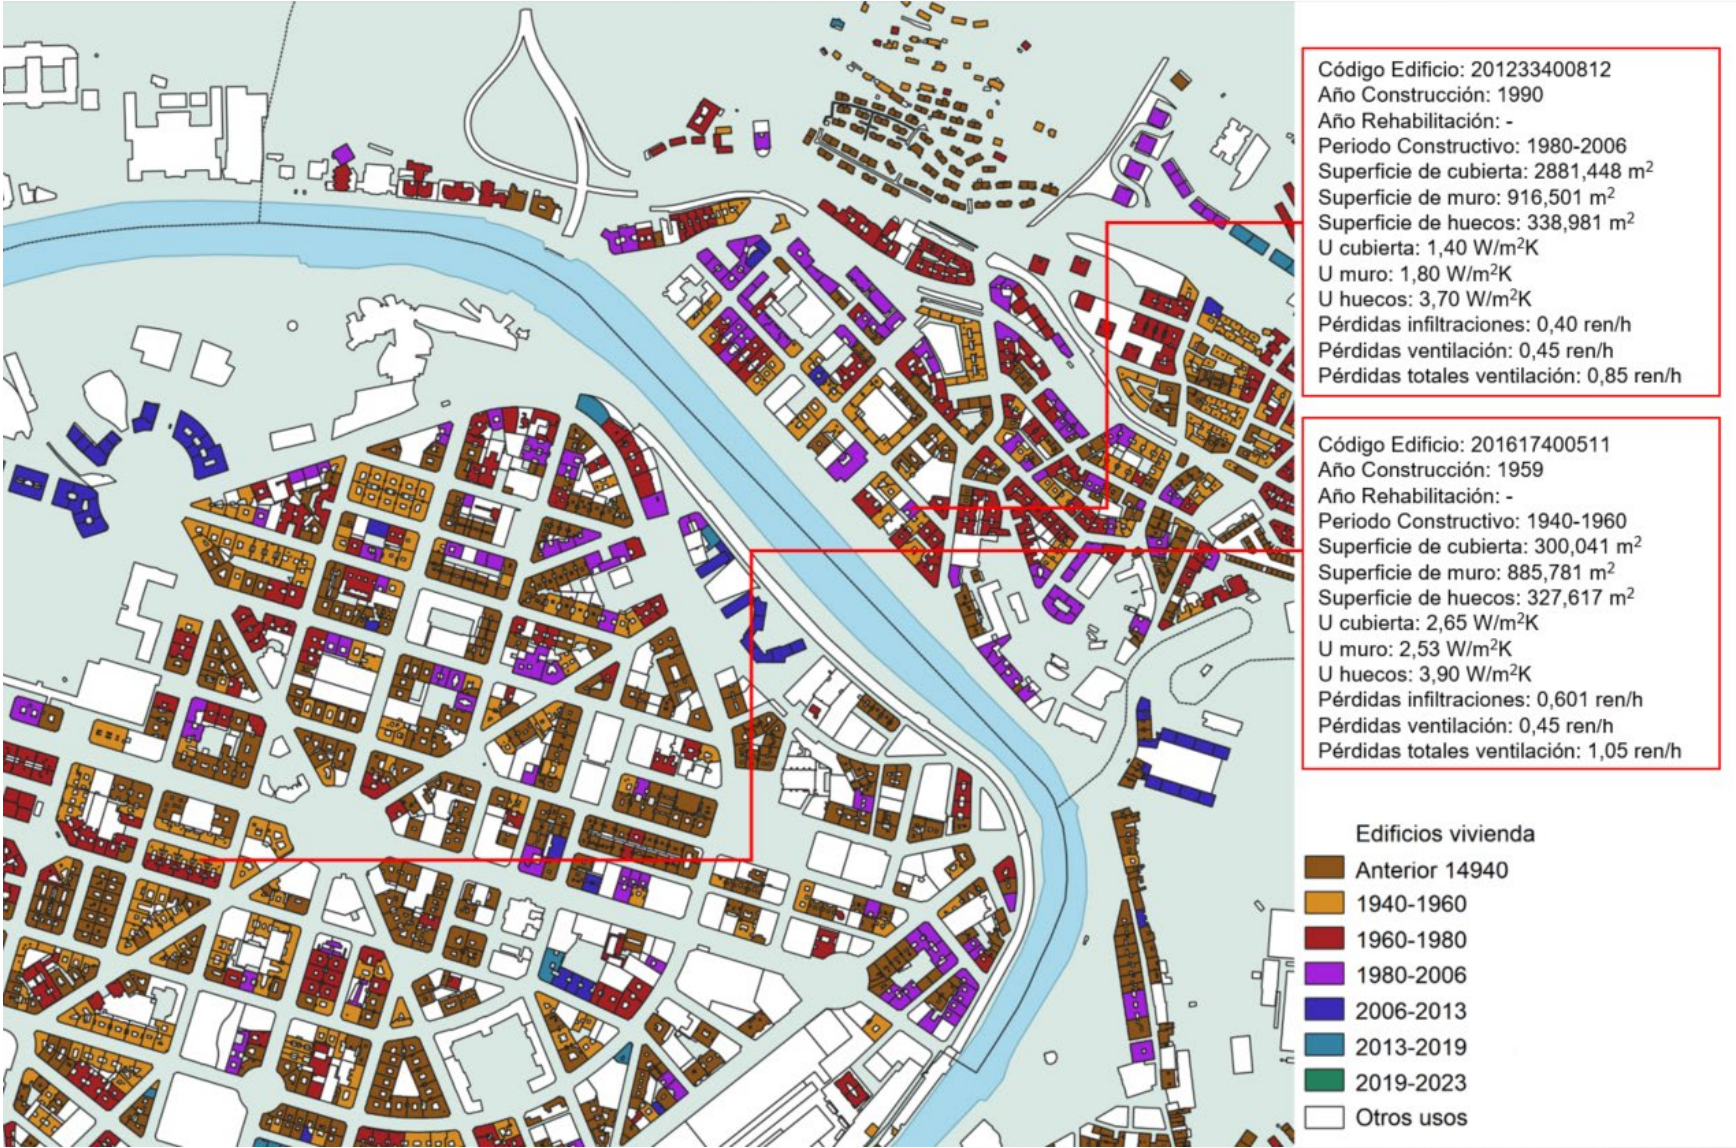 Código Edificio: 201233400812
Año Construcción: 1990
Año Rehabilitación: -
Periodo Constructivo: 1980-2006
Superficie de cubierta: 2881,448 m²
Superficie de muro: 916,501 m²
Superficie de huecos: 338,981 m²
U cubierta: 1,40 W/m²K
U muro: 1,80 W/m²K
U huecos: 3,70 W/m²K
Pérdidas infiltraciones: 0,40 ren/h
Pérdidas ventilación: 0,45 ren/h
Pérdidas totales ventilación: 0,85 ren/h
Código Edificio: 201617400511
Año Construcción: 1959
Año Rehabilitación: -
Periodo Constructivo: 1940-1960
Superficie de cubierta: 300,041 m²
Superficie de muro: 885,781 m²
Superficie de huecos: 327,617 m²
U cubierta: 2,65 W/m²K
U muro: 2,53 W/m²K
U huecos: 3,90 W/m²K
Pérdidas infiltraciones: 0,601 ren/h
Pérdidas ventilación: 0,45 ren/h
Pérdidas totales ventilación: 1,05 ren/h
Edificios vivienda
Anterior 14940
1940-1960
1960-1980
1980-2006
2006-2013
2013-2019
2019-2023
Otros usos